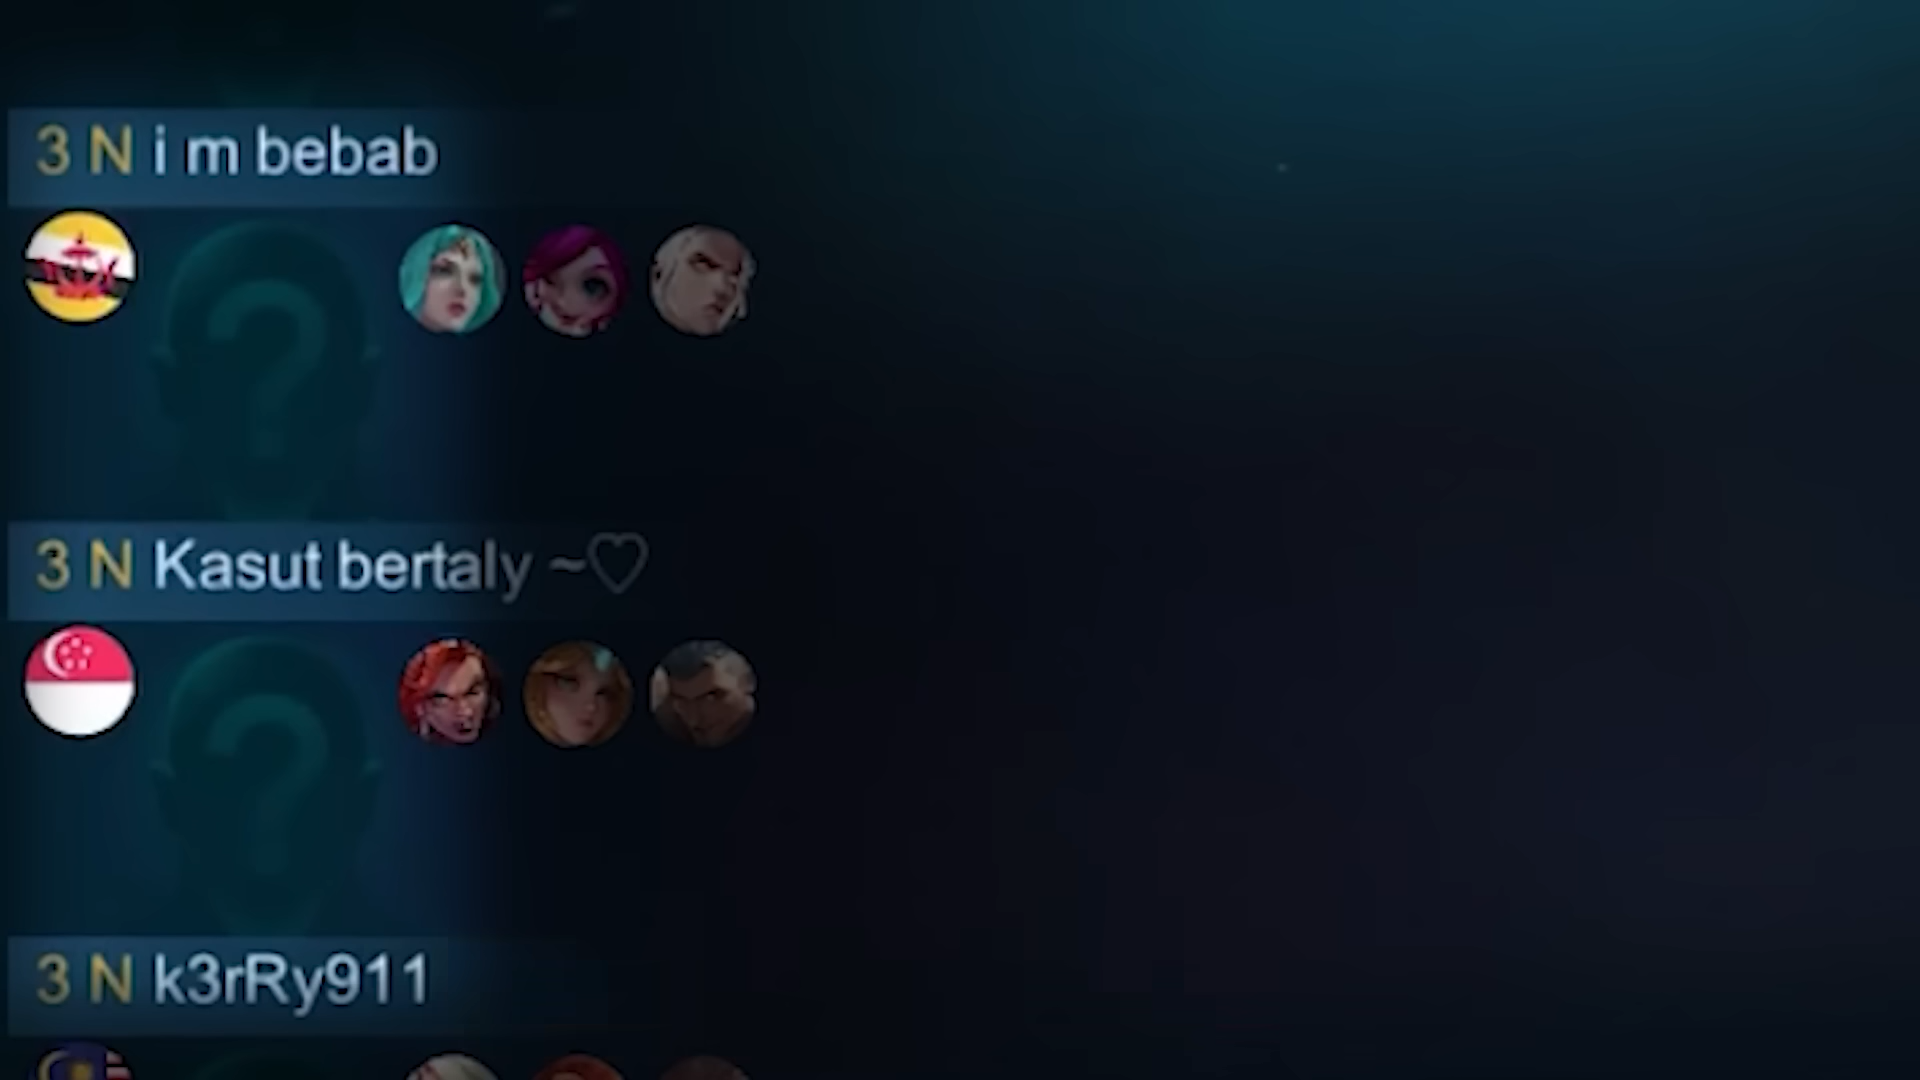 3 N i m bebab
3 N Kasut bertaly ~♡
3 N k3rRy911